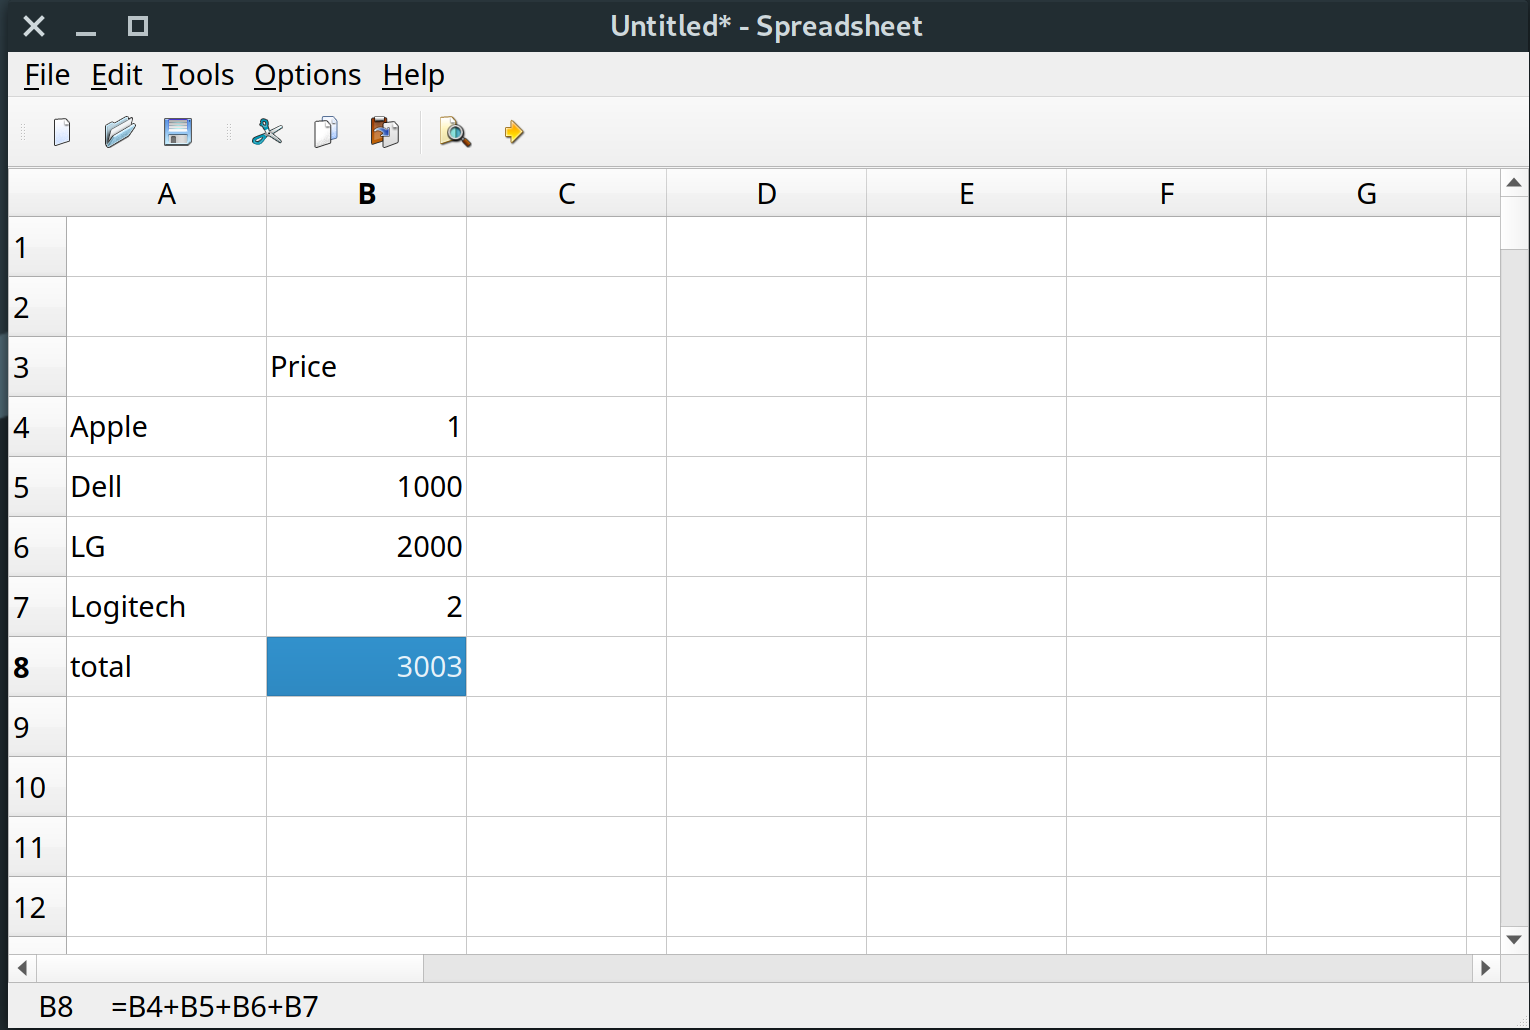 Untitled* - Spreadsheet
File Edit Tools Options Help
A B C D E F G
1
2
3 Price
4 Apple 1
5 Dell 1000
6 LG 2000
7 Logitech 2
8 total 3003
9
10
11
12
B8 =B4+B5+B6+B7